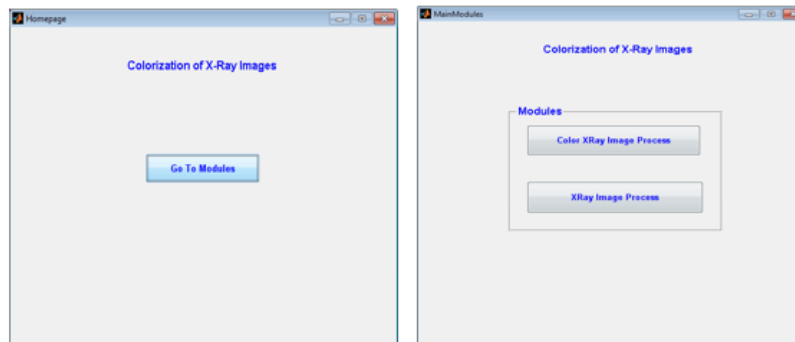 Homepage
Colorization of X-Ray Images
Go To Modules
MainModules
Colorization of X-Ray Images
Modules
Color XRay Image Process
XRay Image Process